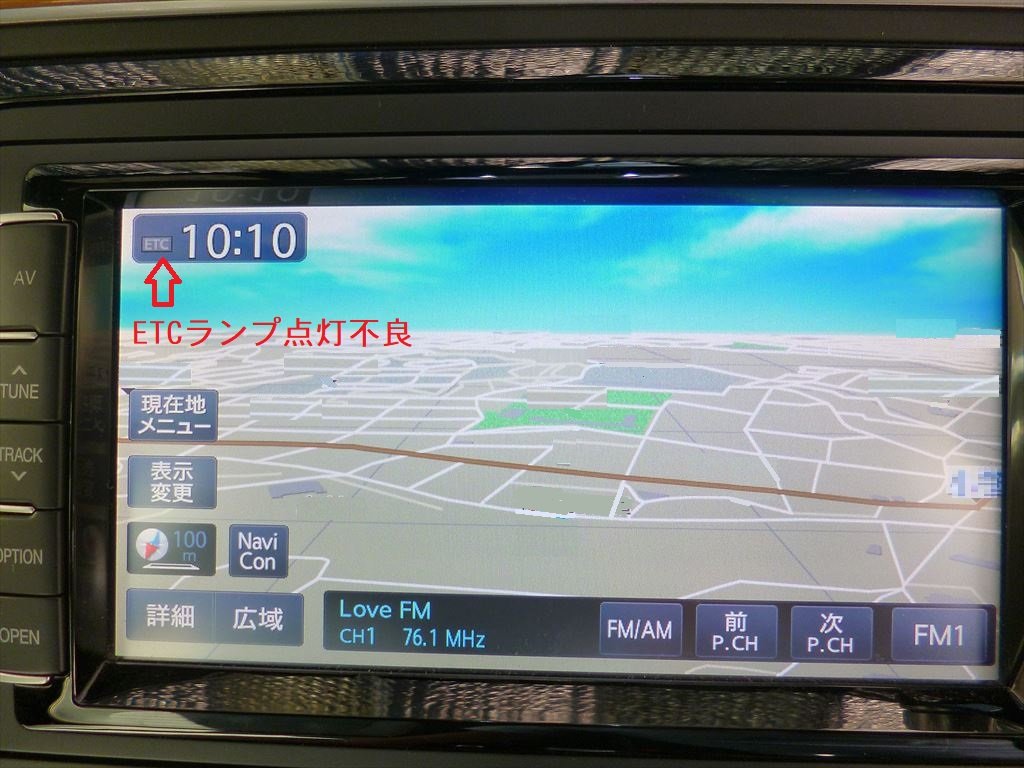 ETC 10:10
ETCランプ点灯不良
AV
TUNE
TRACK
OPTION
OPEN
現在地
メニュー
表示
変更
100
m
Navi
Con
詳細
広域
Love FM
CH1 76.1 MHz
FM/AM
前
P.CH
次
P.CH
FM1